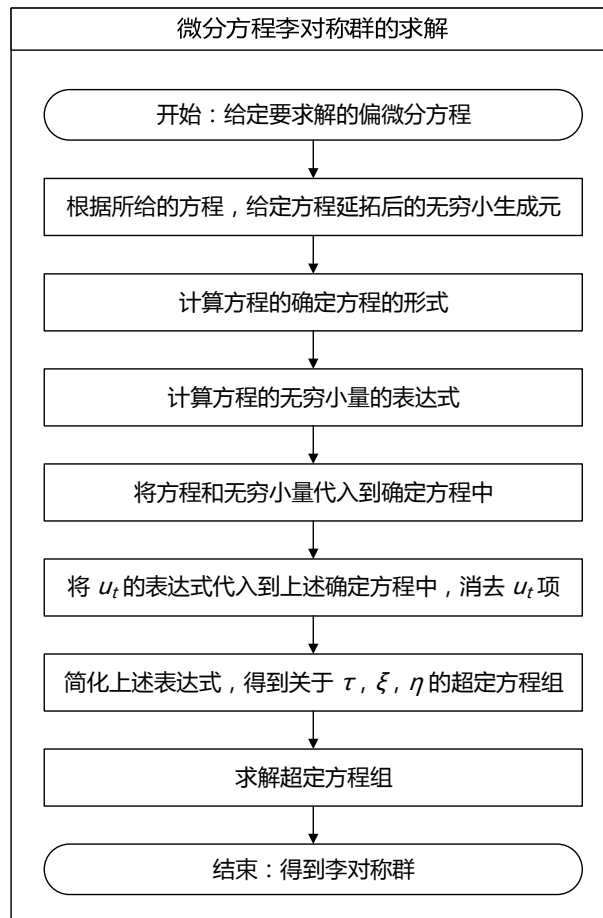 微分方程李对称群的求解
开始：给定要求解的偏微分方程
根据所给的方程，给定方程延拓后的无穷小生成元
计算方程的确定方程的形式
计算方程的无穷小量的表达式
将方程和无穷小量代入到确定方程中
将 uₜ 的表达式代入到上述确定方程中，消去 uₜ 项
简化上述表达式，得到关于 τ, ξ, η 的超定方程组
求解超定方程组
结束：得到李对称群